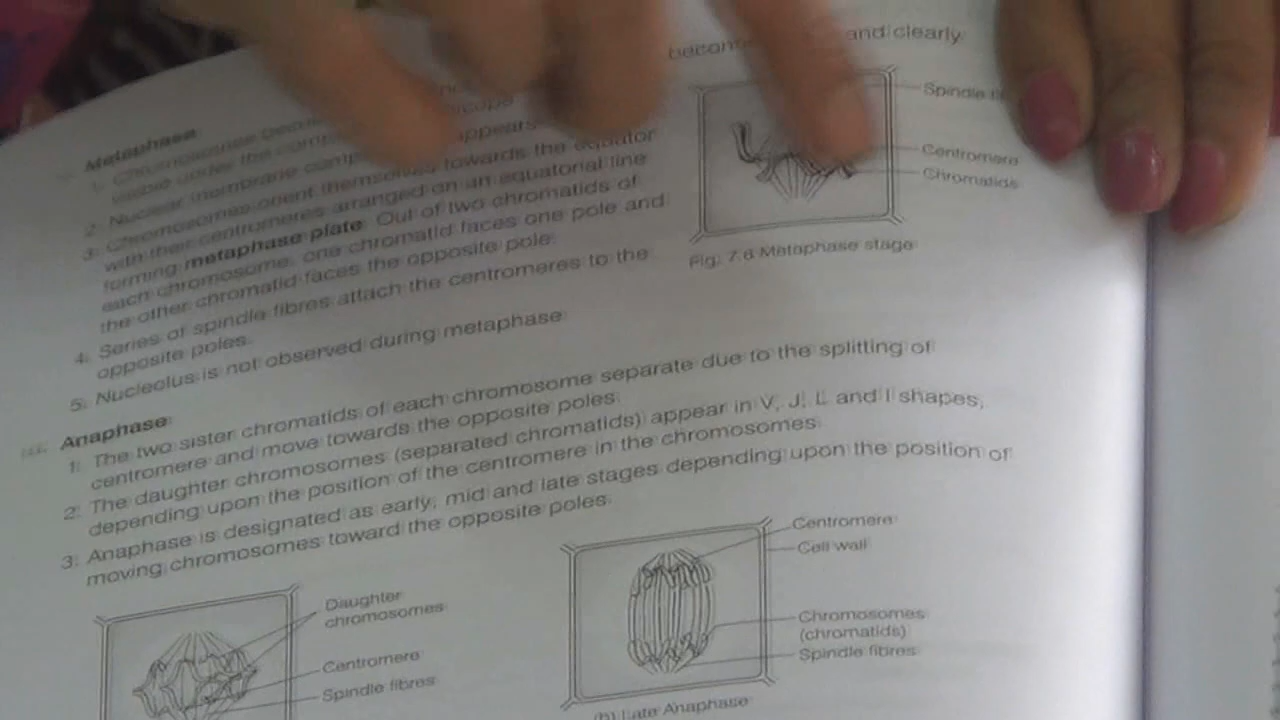 and clearly
Metaphase
1. Chromosomes
visible under the
2. Nuclear membrane appears
3. Chromosomes orient themselves towards the equator
with their centromeres arranged on an equatorial line
forming metaphase plate. Out of two chromatids of
each chromosome, one chromatid faces one pole and
the other chromatid faces the opposite pole.
4. Series of spindle fibres attach the centromeres to the
opposite poles.
5. Nucleolus is not observed during metaphase
Spindle
Centromere
Chromatids
Fig. 7.6 Metaphase stage
Anaphase:
1. The two sister chromatids of each chromosome separate due to the splitting of
centromere and move towards the opposite poles.
2. The daughter chromosomes (separated chromatids) appear in V, J, L and I shapes,
depending upon the position of the centromere in the chromosomes.
3. Anaphase is designated as early, mid and late stages depending upon the position of
moving chromosomes toward the opposite poles.
Daughter
chromosomes
Centromere
Spindle fibres
Centromere
Cell wall
Chromosomes
(chromatids)
Spindle fibres
(b) Late Anaphase